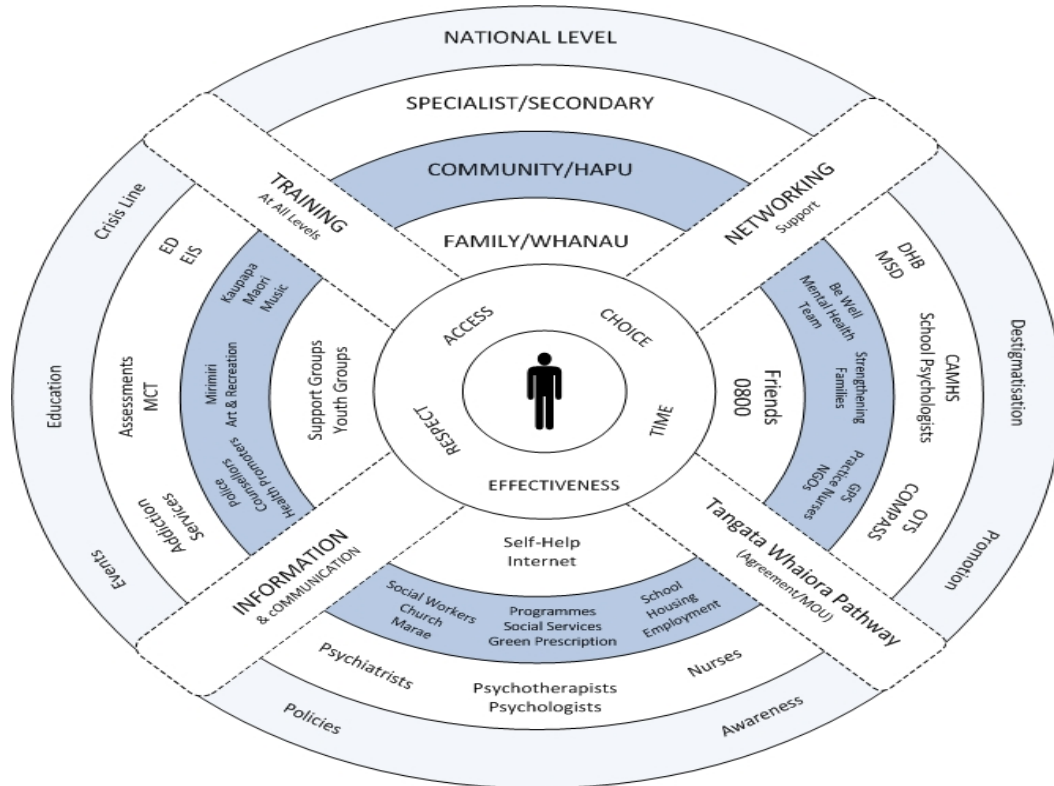 NATIONAL LEVEL
SPECIALIST/SECONDARY
COMMUNITY/HAPU
FAMILY/WHANAU
TRAINING
At All Levels
NETWORKING
Support
INFORMATION
& cOMMUNICATION
Tangata Whaiora Pathway
(Agreement/MOU)
ACCESS
CHOICE
TIME
EFFECTIVENESS
RESPECT
Crisis Line
Education
Events
ED
EIS
Assessments
MCT
Addiction
Services
Kaupapa
Maori
Music
Mirimiri
Art & Recreation
Police
Counsellors
Health Promoters
Support Groups
Youth Groups
Friends
0800
Be Well
Mental Health
Team
Strengthening
Families
GPS
Practice Nurses
NGOs
DHB
MSD
CAMHS
School Psychologists
OTS
COMPASS
Destigmatisation
Promotion
Self-Help
Internet
Social Workers
Church
Marae
Programmes
Social Services
Green Prescription
School
Housing
Employment
Psychiatrists
Psychotherapists
Psychologists
Nurses
Policies
Awareness